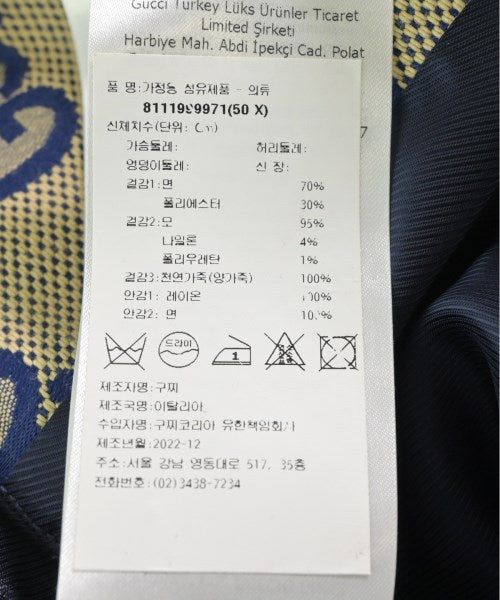 Gucci Turkey Lüks Ürünler Ticaret
Limited Şirketi
Harbiye Mah. Abdi İpekçi Cad. Polat
7
품 명:가정용 섬유제품 - 의류
8111999971(50 X)
신체치수(단위: Cm)
가슴둘레: 허리둘레:
엉덩이둘레: 신 장:
겉감1:면 70%
폴리에스터 30%
겉감2:모 95%
나일론 4%
폴리우레탄 1%
겉감3:천연가죽(양가죽) 100%
안감1: 레이온 100%
안감2: 면
드라이
1
제조자명:구찌
제조국명:이탈리아
수입자명:구찌코리아 유한책임회사
제조년월:2022-12
주소:서울 강남 영동대로 517, 35층
전화번호:(02)3438-7234